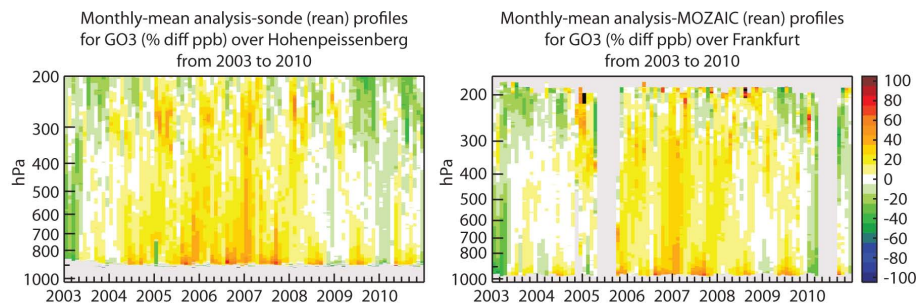 Monthly-mean analysis-sonde (rean) profiles
for GO3 (% diff ppb) over Hohenpeissenberg
from 2003 to 2010
200
300
400
500
600
700
800
900
1000
hPa
2003 2004 2005 2006 2007 2008 2009 2010
Monthly-mean analysis-MOZAIC (rean) profiles
for GO3 (% diff ppb) over Frankfurt
from 2003 to 2010
200
300
400
500
600
700
800
900
1000
hPa
2003 2004 2005 2006 2007 2008 2009 2010
100
80
60
40
20
0
-20
-40
-60
-80
-100